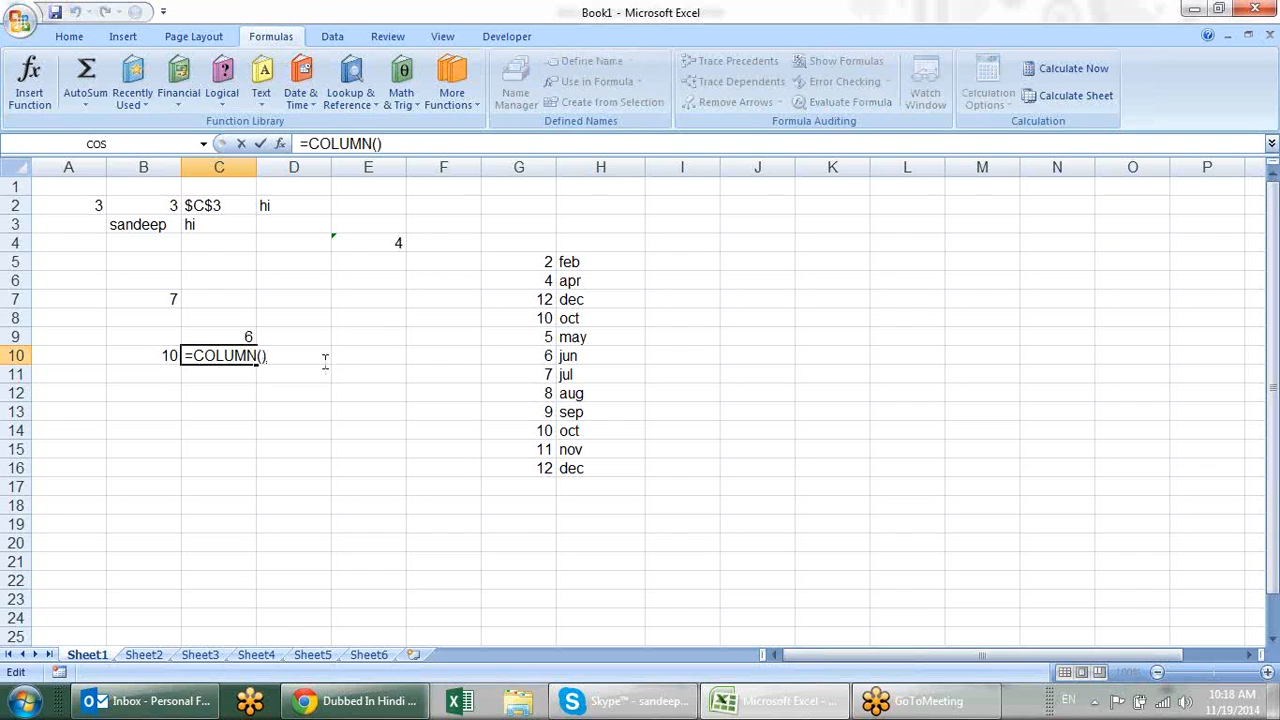 Book1 - Microsoft Excel
Home Insert Page Layout Formulas Data Review View Developer
fx Insert Function
Σ AutoSum
Recently Used
Financial
Logical
Text
Date & Time
Lookup & Reference
Math & Trig
More Functions
Function Library
Name Manager
Define Name
Use in Formula
Create from Selection
Defined Names
Trace Precedents
Trace Dependents
Remove Arrows
Show Formulas
Error Checking
Evaluate Formula
Formula Auditing
Watch Window
Calculation Options
Calculate Now
Calculate Sheet
Calculation
COS fx =COLUMN()
A B C D E F G H I J K L M N O P
1
2 3 3 $C$3 hi
3 sandeep hi
4 4
5 2 feb
6 4 apr
7 7 12 dec
8 10 oct
9 6 5 may
10 10 =COLUMN() 6 jun
11 7 jul
12 8 aug
13 9 sep
14 10 oct
15 11 nov
16 12 dec
17
18
19
20
21
22
23
24
25
Sheet1 Sheet2 Sheet3 Sheet4 Sheet5 Sheet6
Edit 100%
Inbox - Personal F... Dubbed In Hindi ... Skype™ - sandeep... Microsoft Excel - ... GoToMeeting EN 10:18 AM
11/19/2014